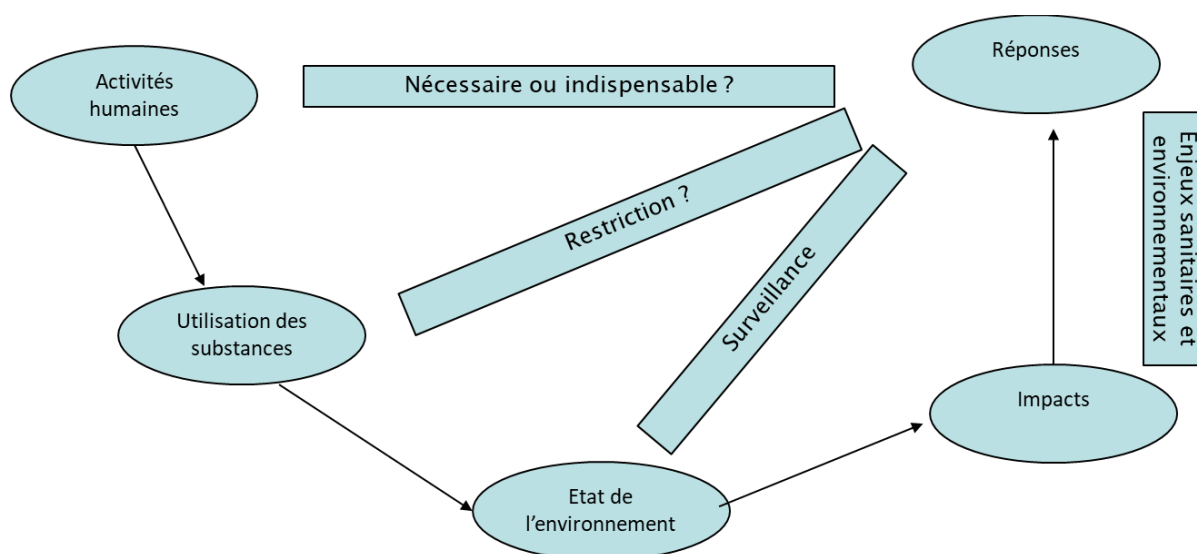 Activités
humaines
Nécessaire ou indispensable ?
Réponses
Enjeux sanitaires et
environnementaux
Restriction ?
Surveillance
Utilisation des
substances
Impacts
Etat de
l’environnement